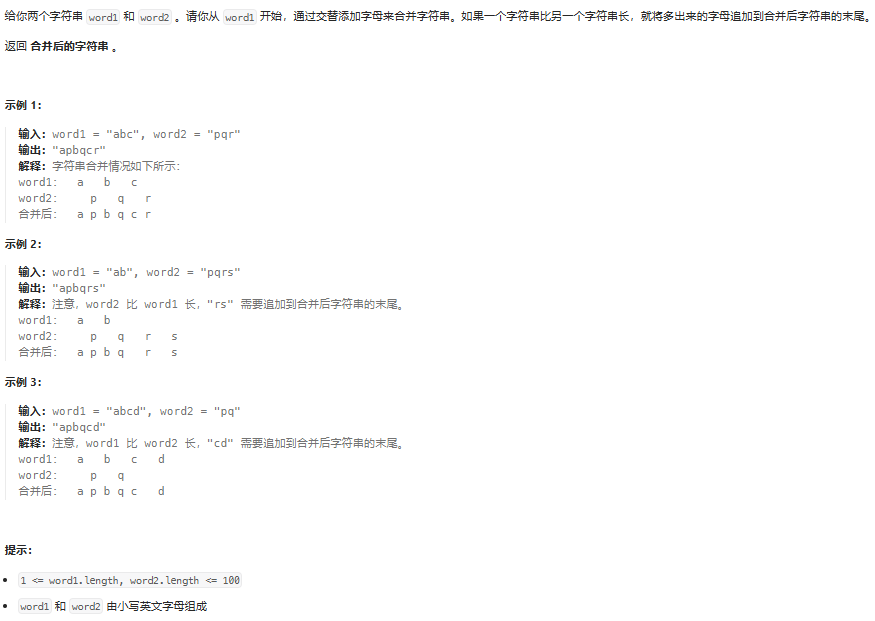 给你两个字符串 word1 和 word2 。请你从 word1 开始，通过交替添加字母来合并字符串。如果一个字符串比另一个字符串长，就将多出来的字母追加到合并后字符串的末尾。
返回 合并后的字符串 。
示例 1：
输入：word1 = "abc", word2 = "pqr"
输出："apbqcr"
解释：字符串合并情况如下所示：
word1:   a   b   c
word2:     p   q   r
合并后:   a p b q c r
示例 2：
输入：word1 = "ab", word2 = "pqrs"
输出："apbqrs"
解释：注意，word2 比 word1 长，"rs" 需要追加到合并后字符串的末尾。
word1:   a   b
word2:     p   q   r   s
合并后:   a p b q   r   s
示例 3：
输入：word1 = "abcd", word2 = "pq"
输出："apbqcd"
解释：注意，word1 比 word2 长，"cd" 需要追加到合并后字符串的末尾。
word1:   a   b   c   d
word2:     p   q
合并后:   a p b q c   d
提示：
• 1 <= word1.length, word2.length <= 100
• word1 和 word2 由小写英文字母组成